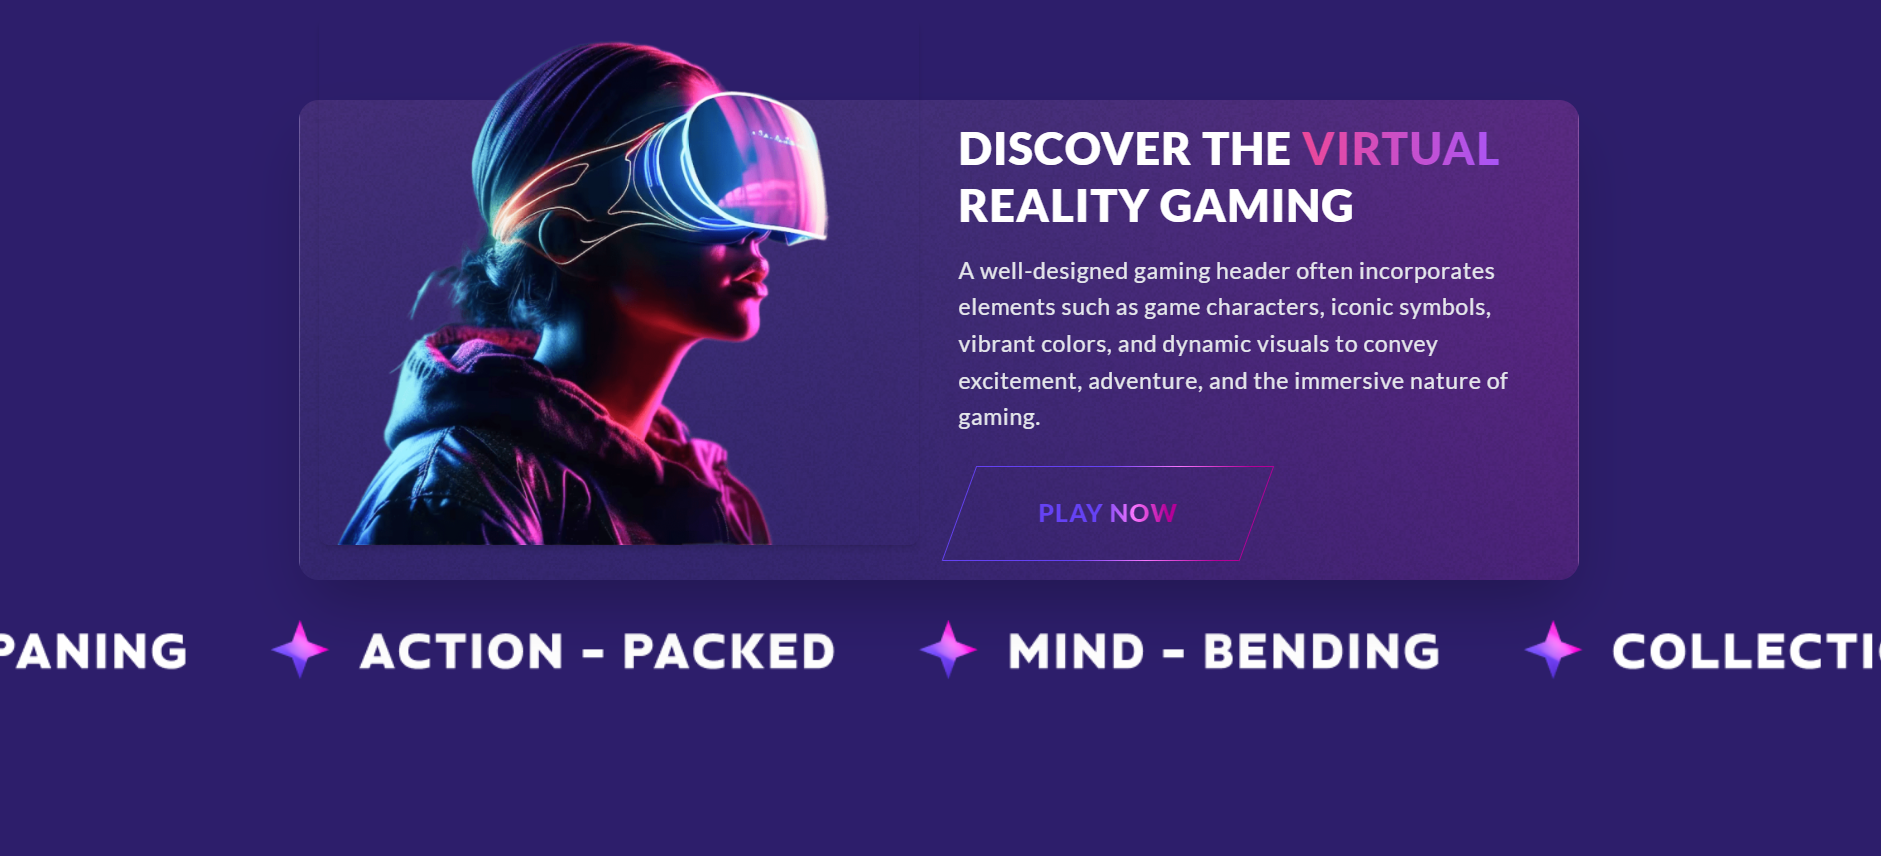 DISCOVER THE VIRTUAL
REALITY GAMING
A well-designed gaming header often incorporates
elements such as game characters, iconic symbols,
vibrant colors, and dynamic visuals to convey
excitement, adventure, and the immersive nature of
gaming.
PLAY NOW
PANING ACTION - PACKED MIND - BENDING COLLECTI